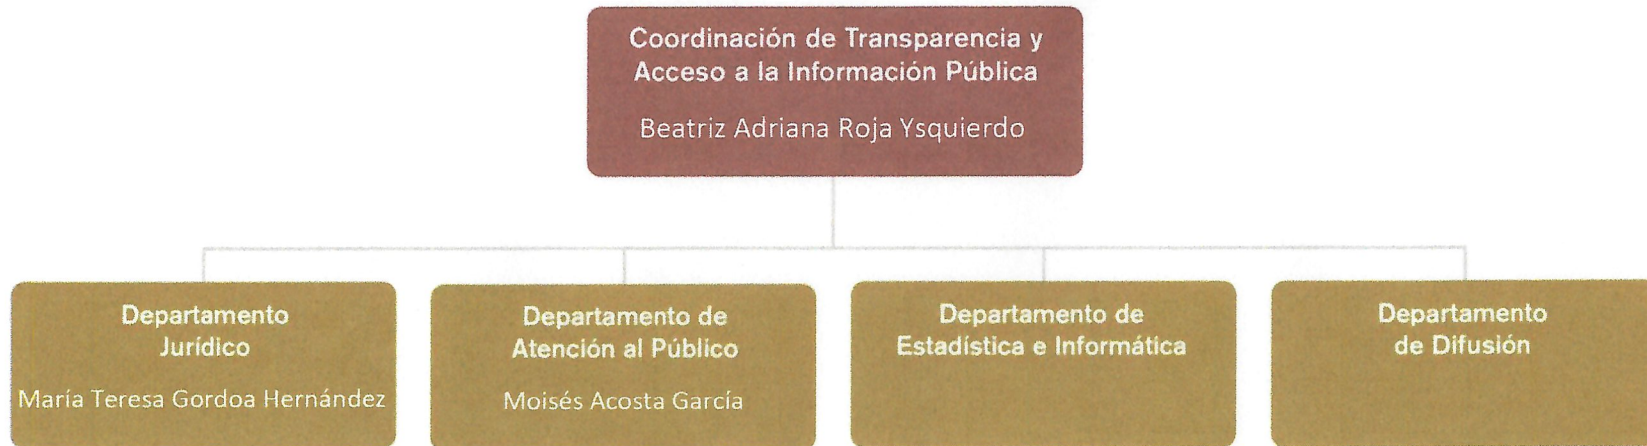 Coordinación de Transparencia y
Acceso a la Información Pública
Beatriz Adriana Roja Ysquierdo
Departamento
Jurídico
María Teresa Gordoa Hernández
Departamento de
Atención al Público
Moisés Acosta García
Departamento de
Estadística e Informática
Departamento
de Difusión